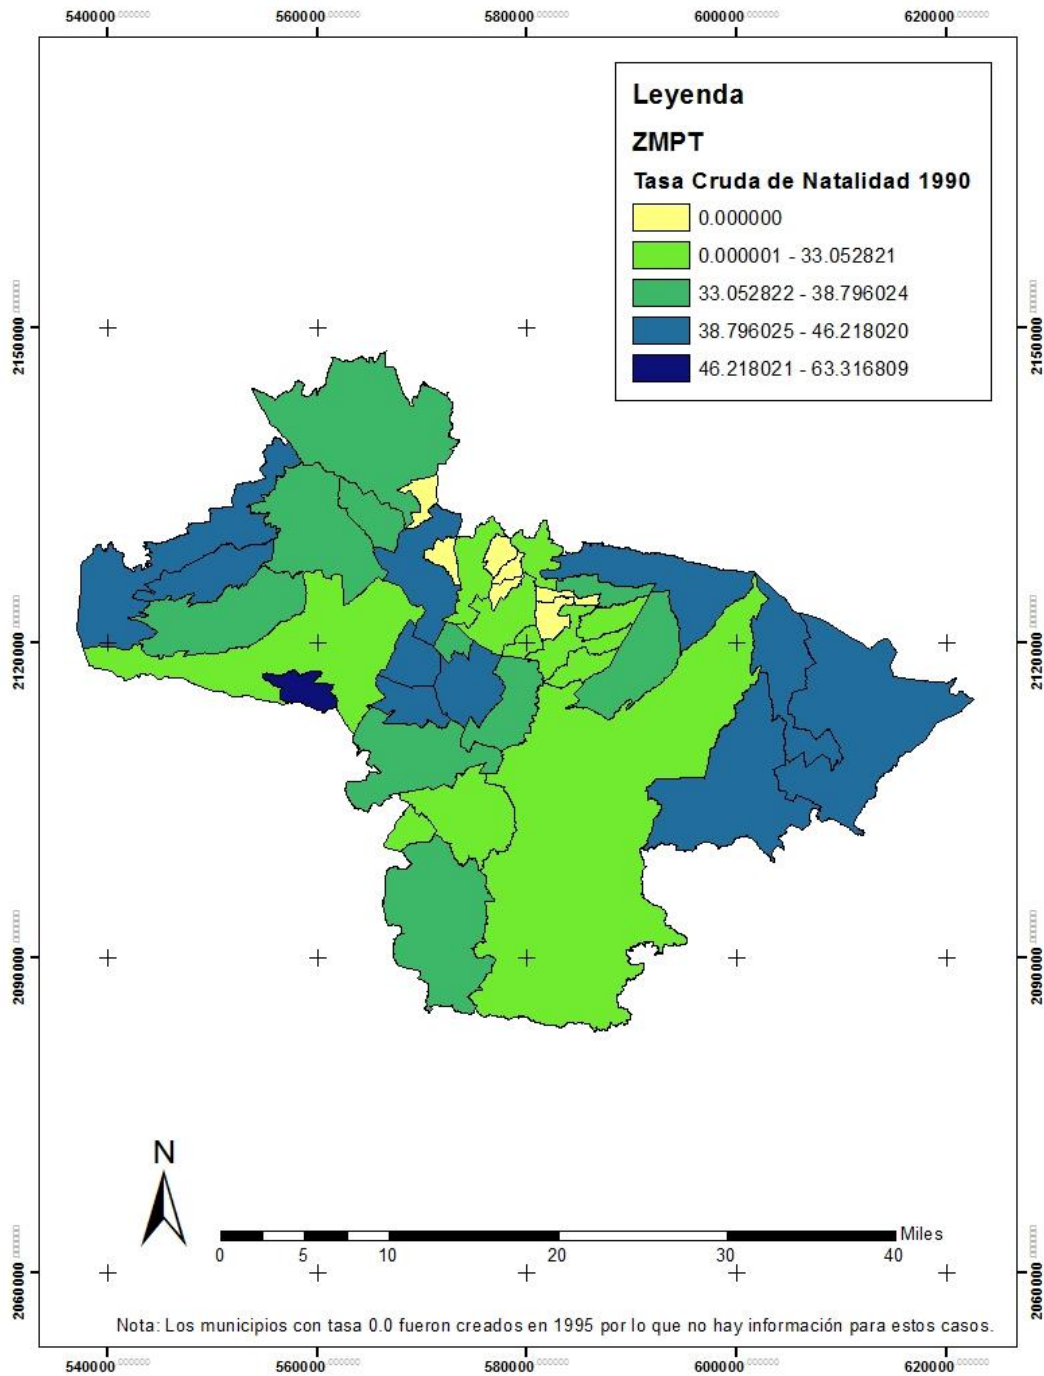 540000 560000 580000 600000 620000
Leyenda
ZMPT
Tasa Cruda de Natalidad 1990
0.000000
0.000001 - 33.052821
33.052822 - 38.796024
38.796025 - 46.218020
46.218021 - 63.316809
2150000 2150000
2120000 2120000
2090000 2090000
N
Miles
0 5 10 20 30 40
2060000 2060000
Nota: Los municipios con tasa 0.0 fueron creados en 1995 por lo que no hay información para estos casos.
540000 560000 580000 600000 620000